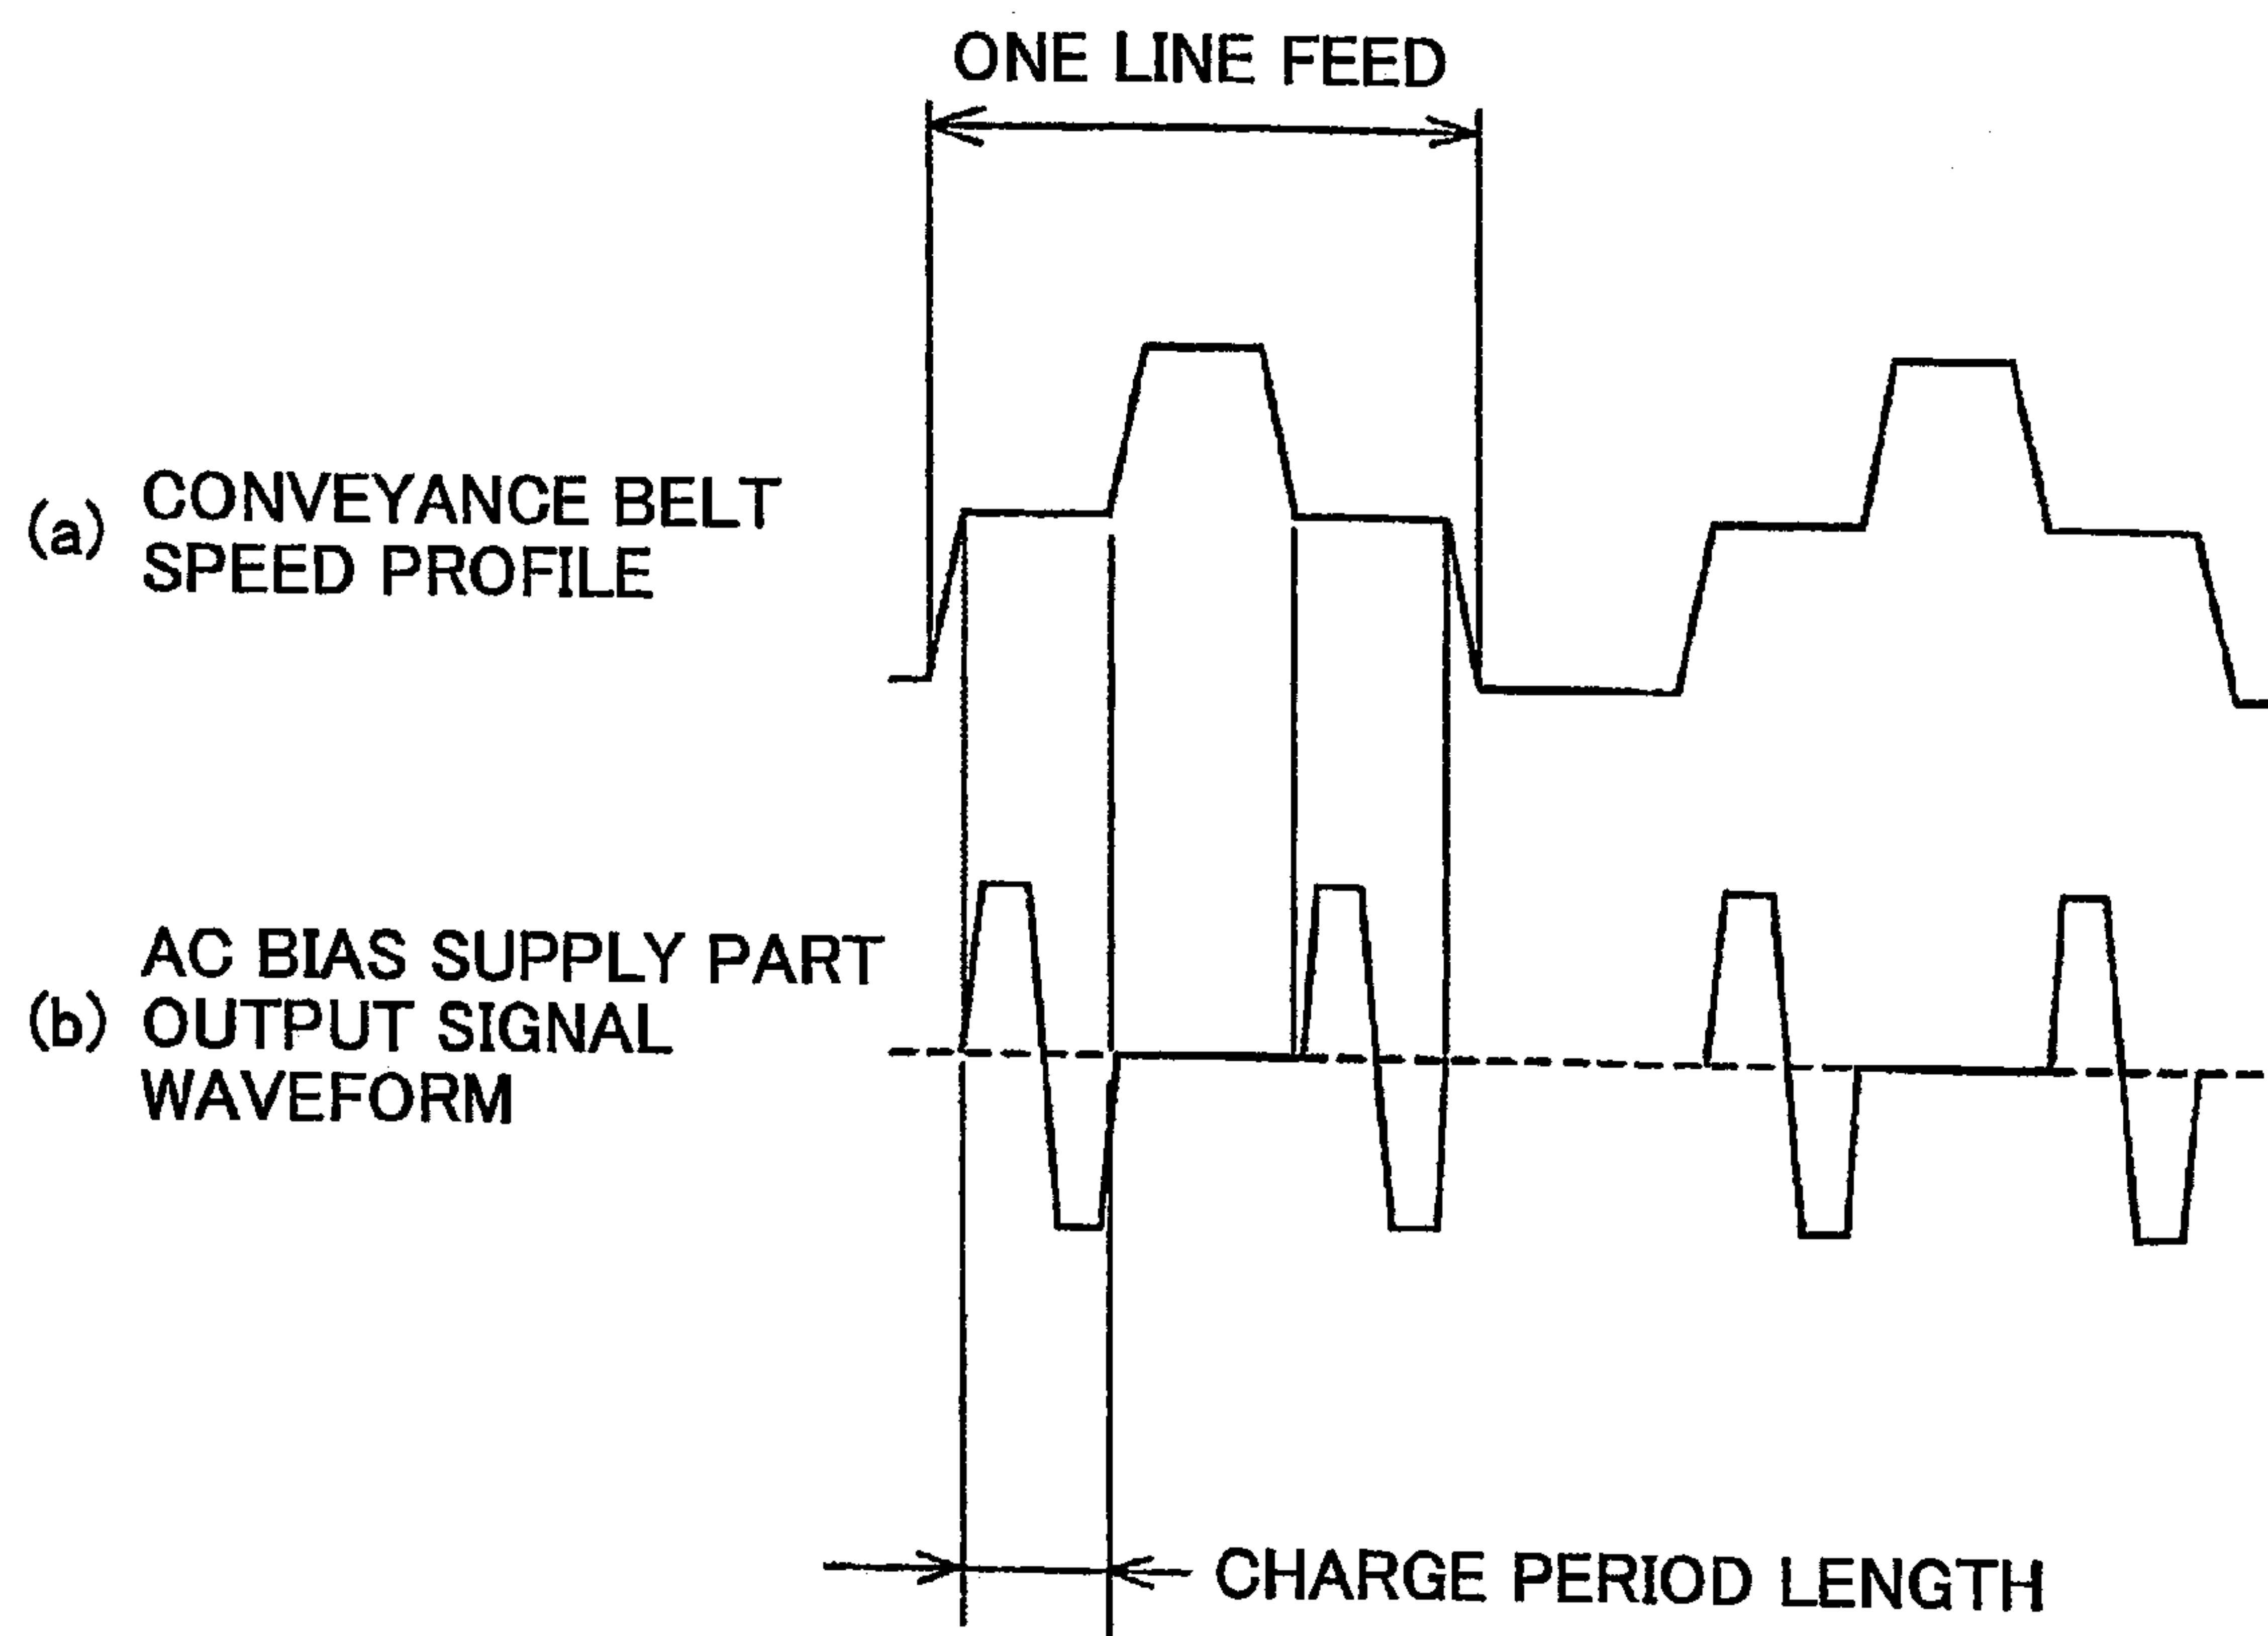 ONE LINE FEED
(a) CONVEYANCE BELT
SPEED PROFILE
AC BIAS SUPPLY PART
(b) OUTPUT SIGNAL
WAVEFORM
CHARGE PERIOD LENGTH